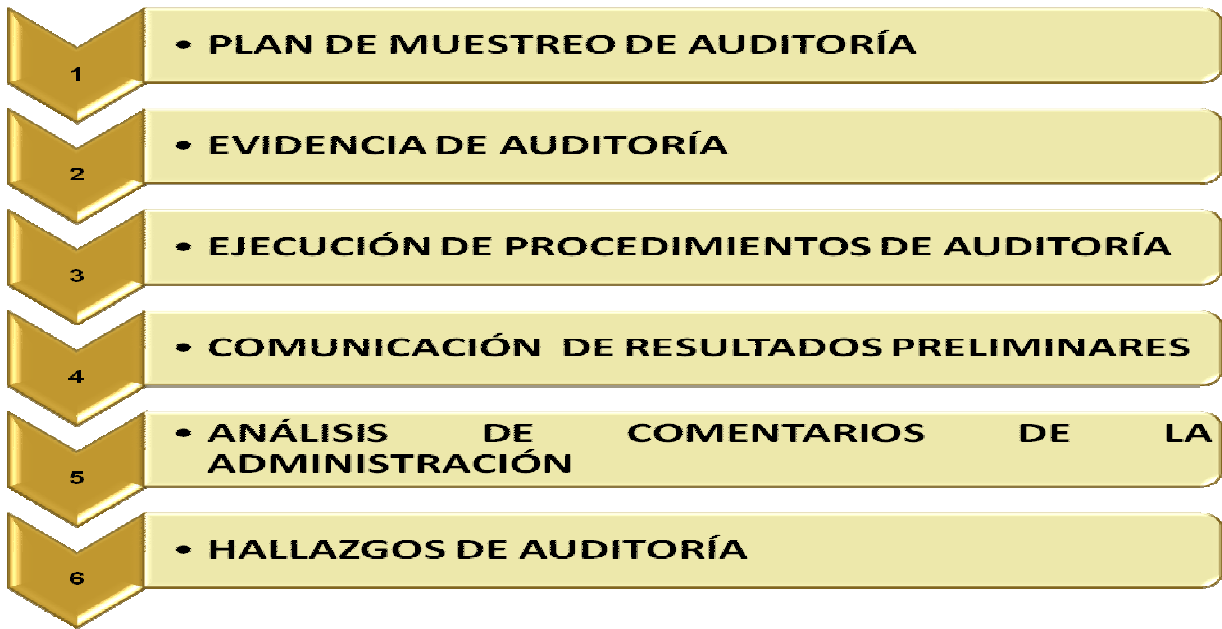 1
• PLAN DE MUESTREO DE AUDITORÍA
2
• EVIDENCIA DE AUDITORÍA
3
• EJECUCIÓN DE PROCEDIMIENTOS DE AUDITORÍA
4
• COMUNICACIÓN DE RESULTADOS PRELIMINARES
5
• ANÁLISIS DE COMENTARIOS DE LA
ADMINISTRACIÓN
6
• HALLAZGOS DE AUDITORÍA